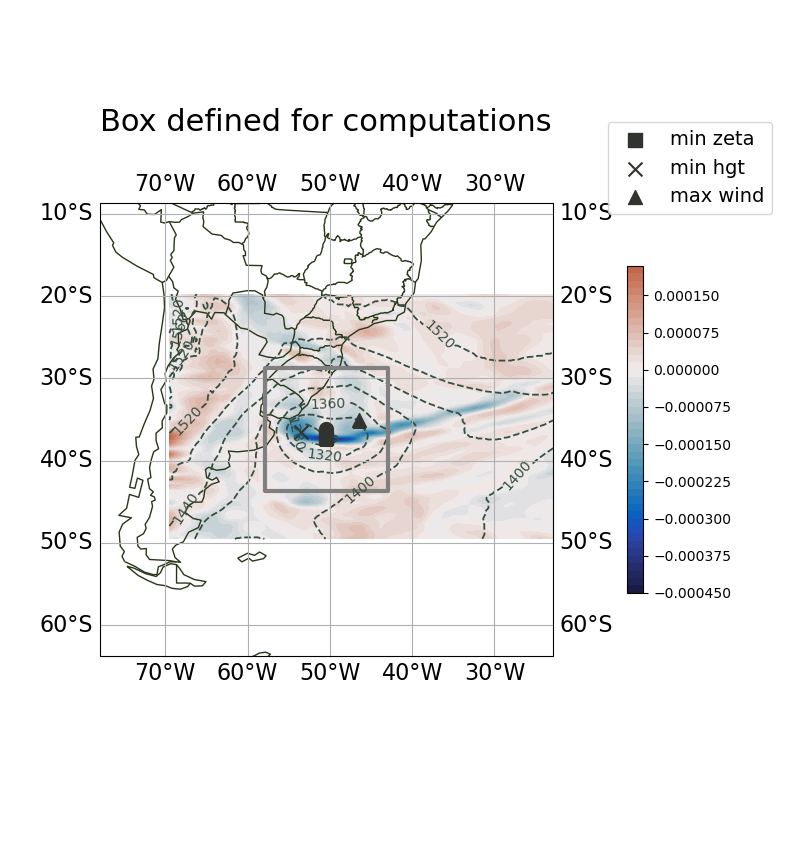 Box defined for computations
min zeta
min hgt
max wind
70°W 60°W 50°W 40°W 30°W
10°S 10°S
20°S 20°S
30°S 30°S
40°S 40°S
50°S 50°S
60°S 60°S
70°W 60°W 50°W 40°W 30°W
1520
1520
1520
1520
1440
1360
1320
1400
1400
0.000150
0.000075
0.000000
−0.000075
−0.000150
−0.000225
−0.000300
−0.000375
−0.000450